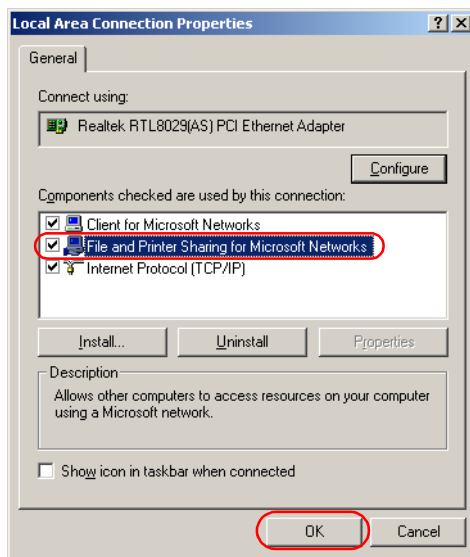 Local Area Connection Properties
General
Connect using:
Realtek RTL8029(AS) PCI Ethernet Adapter
Configure
Components checked are used by this connection:
Client for Microsoft Networks
File and Printer Sharing for Microsoft Networks
Internet Protocol (TCP/IP)
Install... Uninstall Properties
Description
Allows other computers to access resources on your computer
using a Microsoft network.
Show icon in taskbar when connected
OK Cancel